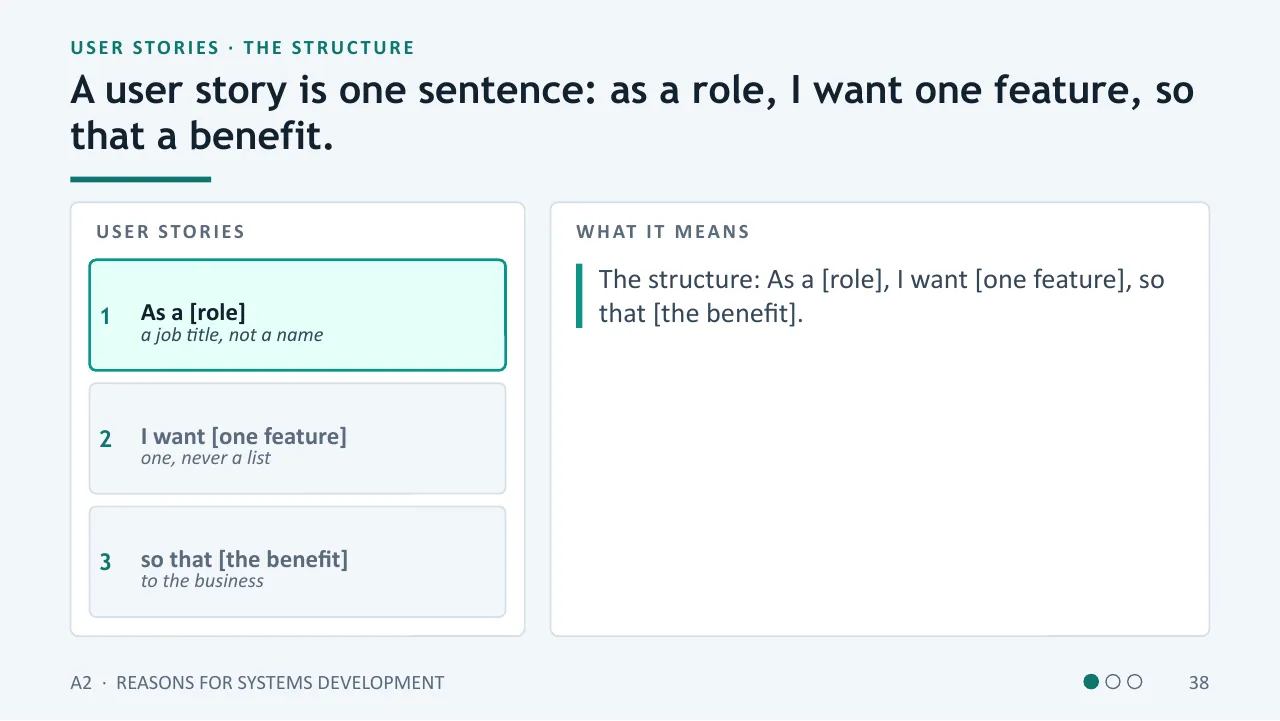 USER STORIES · THE STRUCTURE
A user story is one sentence: as a role, I want one feature, so
that a benefit.
USER STORIES
1
As a [role]
a job title, not a name
2
I want [one feature]
one, never a list
3
so that [the benefit]
to the business
WHAT IT MEANS
The structure: As a [role], I want [one feature], so
that [the benefit].
A2 · REASONS FOR SYSTEMS DEVELOPMENT
38